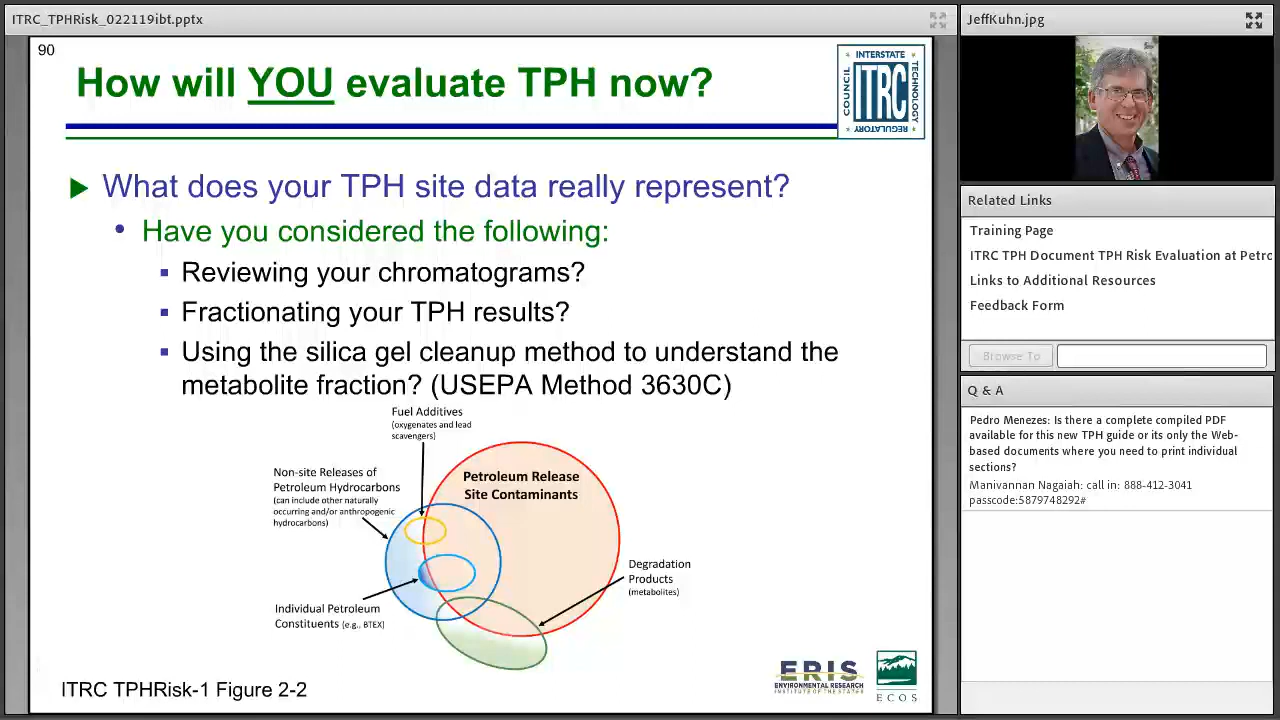 ITRC_TPHRisk_022119ibt.pptx
90
How will YOU evaluate TPH now?
INTERSTATE
COUNCIL
ITRC
TECHNOLOGY
REGULATORY
What does your TPH site data really represent?
Have you considered the following:
Reviewing your chromatograms?
Fractionating your TPH results?
Using the silica gel cleanup method to understand the
metabolite fraction? (USEPA Method 3630C)
Fuel Additives
(oxygenates and lead
scavengers)
Non-site Releases of
Petroleum Hydrocarbons
(can include other naturally
occurring and/or anthropogenic
hydrocarbons)
Petroleum Release
Site Contaminants
Degradation
Products
(metabolites)
Individual Petroleum
Constituents (e.g., BTEX)
ITRC TPHRisk-1 Figure 2-2
ERIS
ENVIRONMENTAL RESEARCH
INSTITUTE OF THE STATES
ECOS
JeffKuhn.jpg
Related Links
Training Page
ITRC TPH Document TPH Risk Evaluation at Petrc
Links to Additional Resources
Feedback Form
Browse To
Q & A
Pedro Menezes: Is there a complete compiled PDF
available for this new TPH guide or its only the Web-
based documents where you need to print individual
sections?
Manivannan Nagaiah: call in: 888-412-3041
passcode:5879748292#